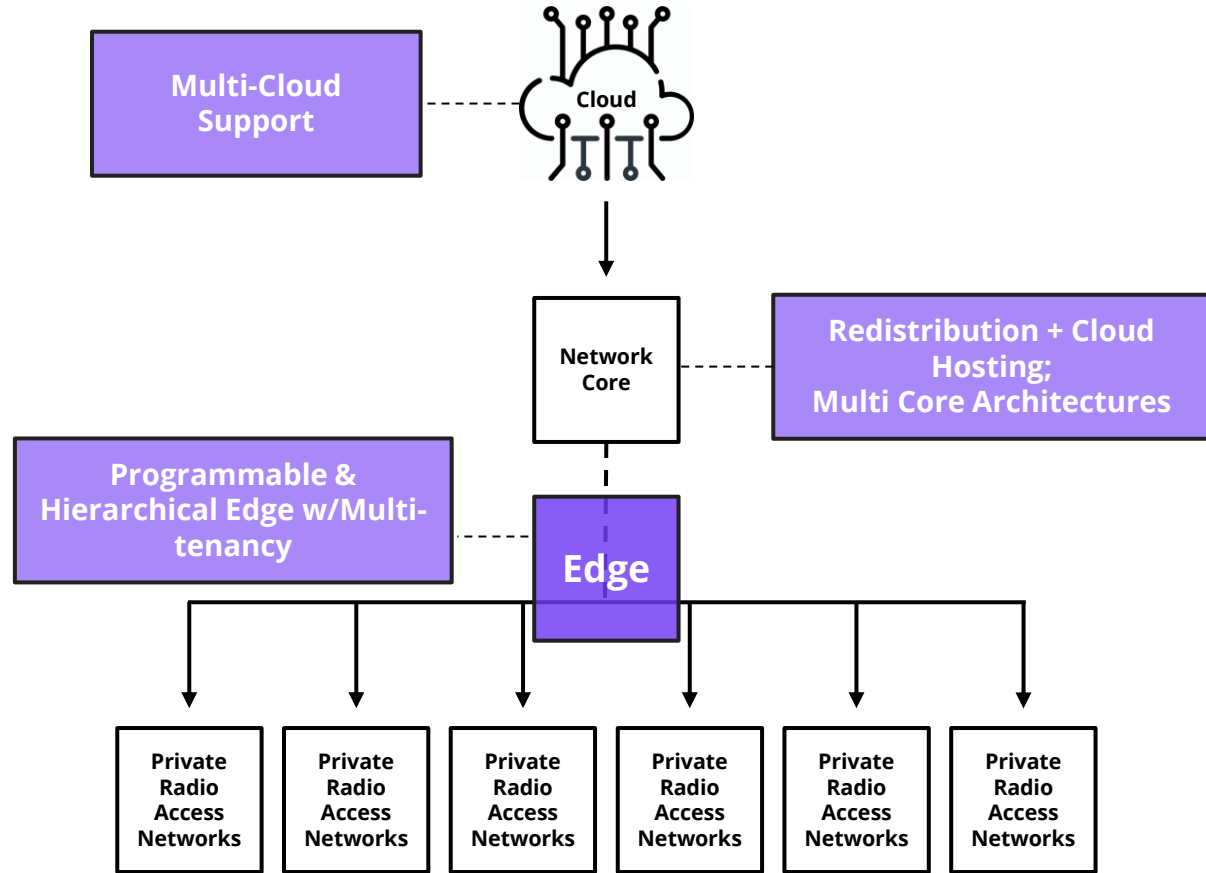 Multi-Cloud
Support
Cloud
Network
Core
Redistribution + Cloud
Hosting;
Multi Core Architectures
Programmable &
Hierarchical Edge w/Multi-
tenancy
Edge
Private
Radio
Access
Networks
Private
Radio
Access
Networks
Private
Radio
Access
Networks
Private
Radio
Access
Networks
Private
Radio
Access
Networks
Private
Radio
Access
Networks